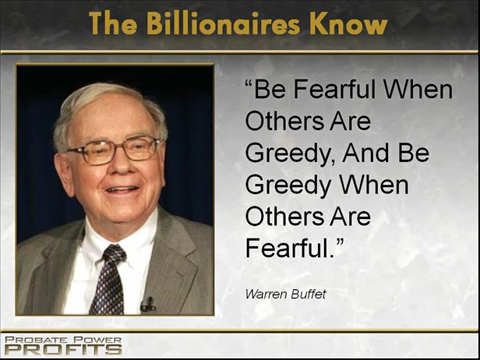 The Billionaires Know
“Be Fearful When
Others Are
Greedy, And Be
Greedy When
Others Are
Fearful.”
Warren Buffet
PROBATE POWER
PROFITS